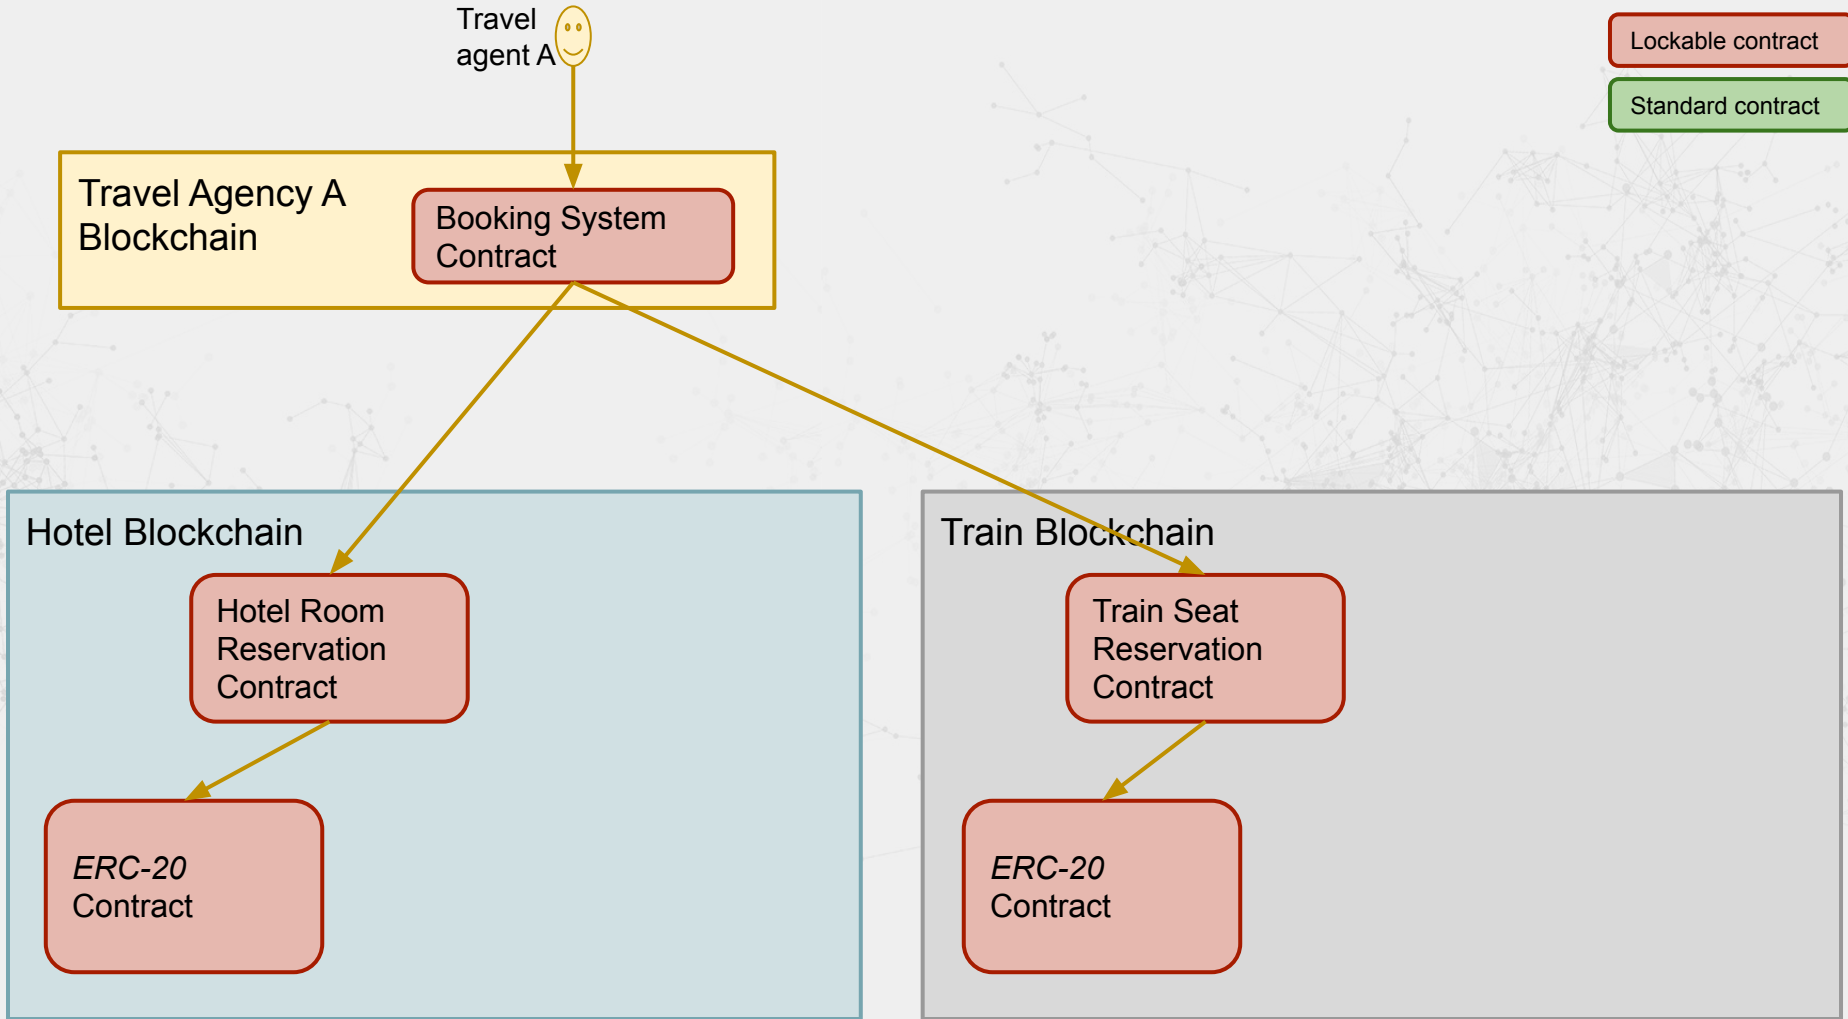 Travel
agent A
Lockable contract
Standard contract
Travel Agency A
Blockchain
Booking System
Contract
Hotel Blockchain
Hotel Room
Reservation
Contract
ERC-20
Contract
Train Blockchain
Train Seat
Reservation
Contract
ERC-20
Contract